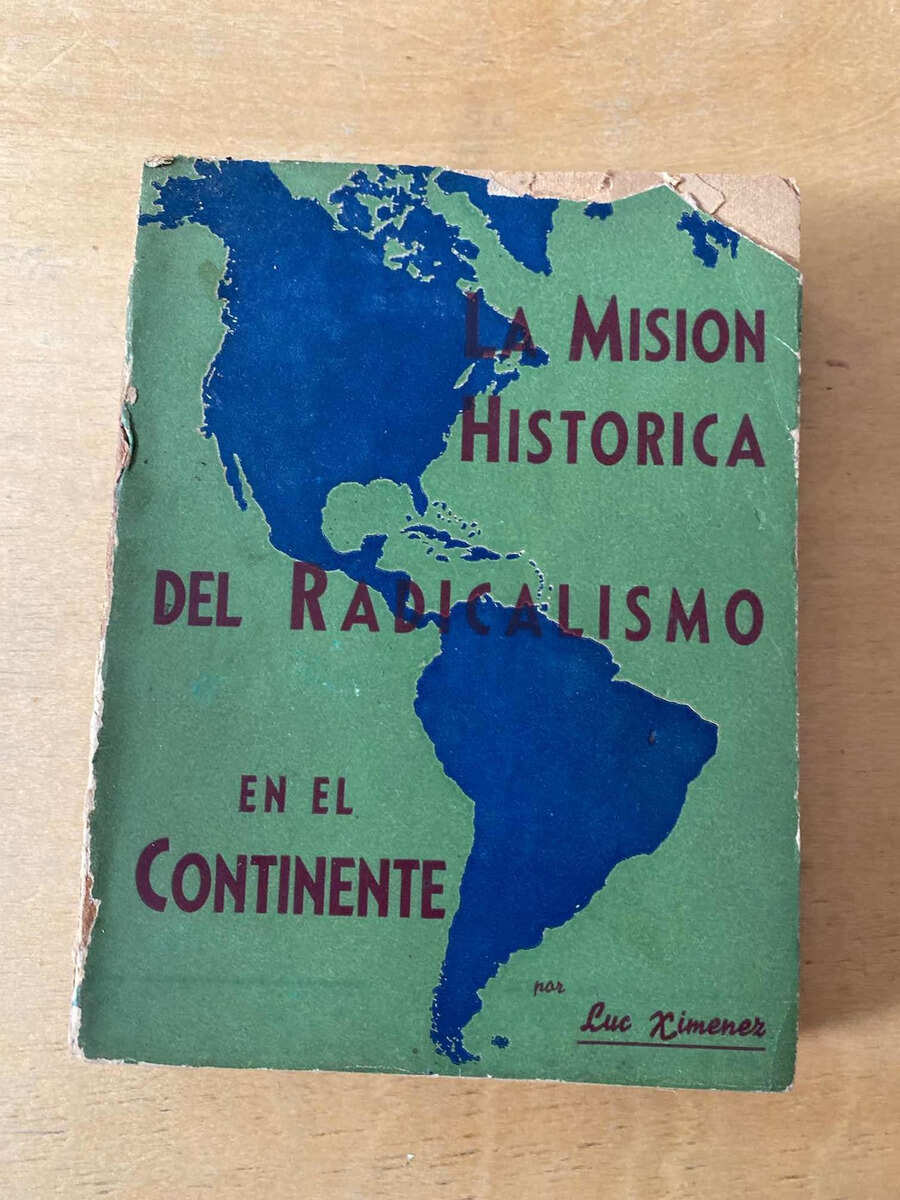 LA MISION
HISTORICA
DEL RADICALISMO
EN EL
CONTINENTE
por
Luc Ximenez